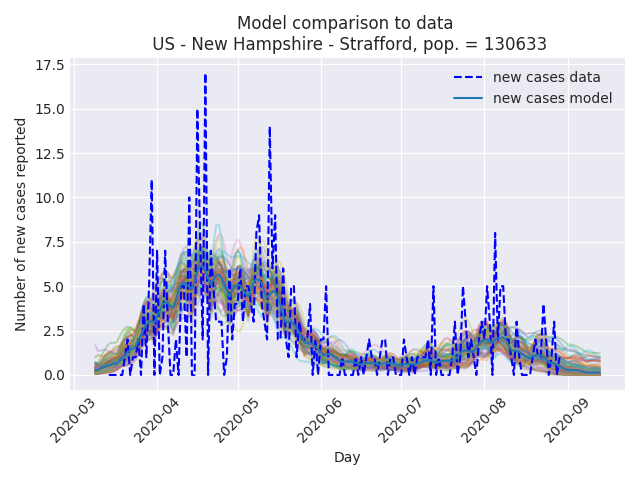 Model comparison to data
US - New Hampshire - Strafford, pop. = 130633
17.5
15.0
12.5
10.0
7.5
5.0
2.5
0.0
Number of new cases reported
new cases data
new cases model
2020-03
2020-04
2020-05
2020-06
2020-07
2020-08
2020-09
Day